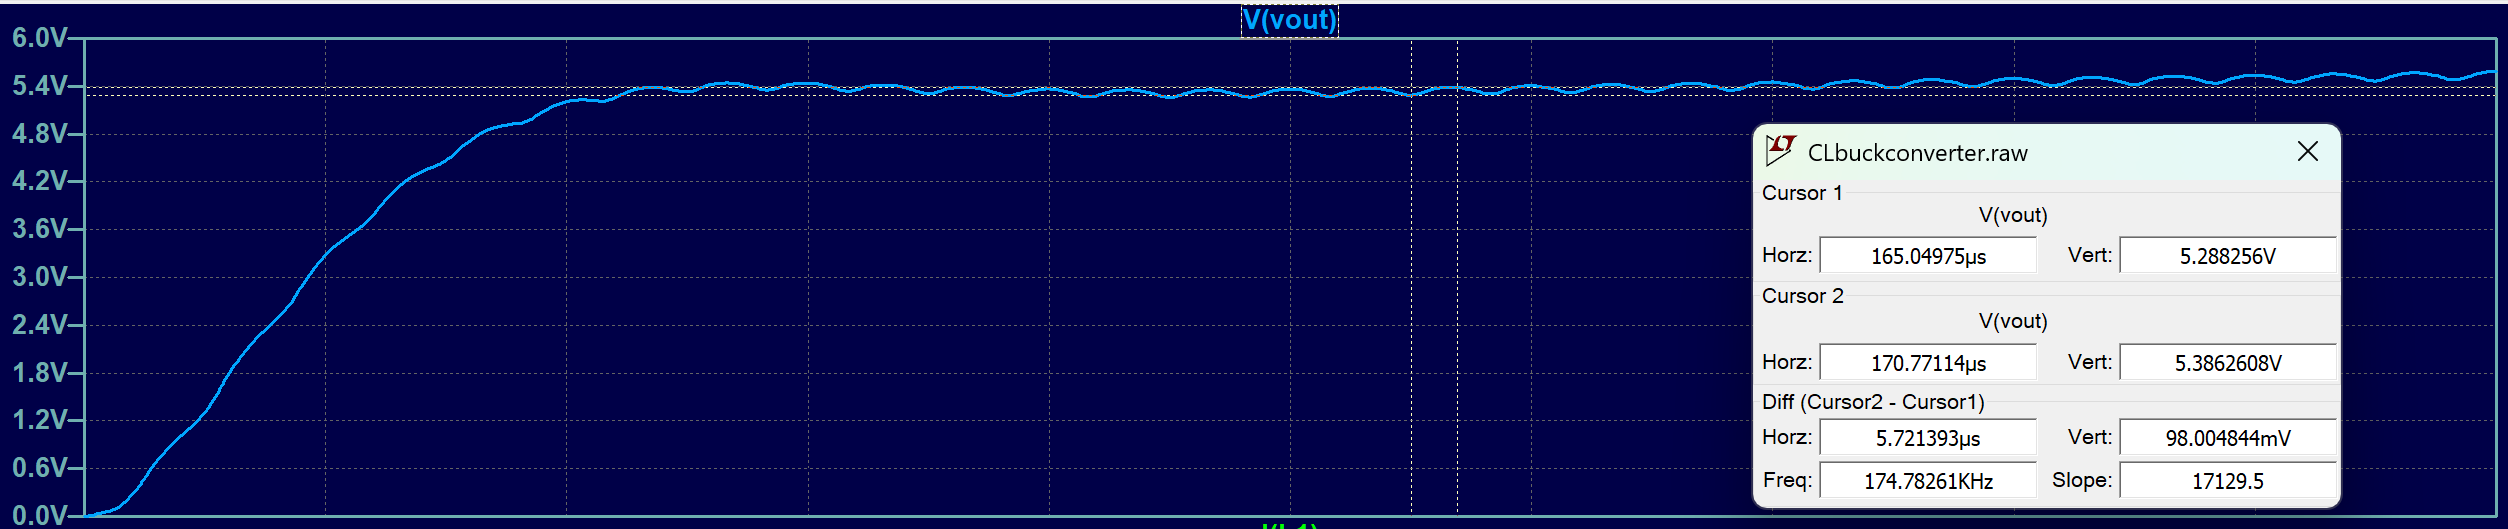 V(vout)
6.0V
5.4V
4.8V
4.2V
3.6V
3.0V
2.4V
1.8V
1.2V
0.6V
0.0V
CLbuckconverter.raw
Cursor 1
V(vout)
Horz: 165.04975µs Vert: 5.288256V
Cursor 2
V(vout)
Horz: 170.77114µs Vert: 5.3862608V
Diff (Cursor2 - Cursor1)
Horz: 5.721393µs Vert: 98.004844mV
Freq: 174.78261KHz Slope: 17129.5